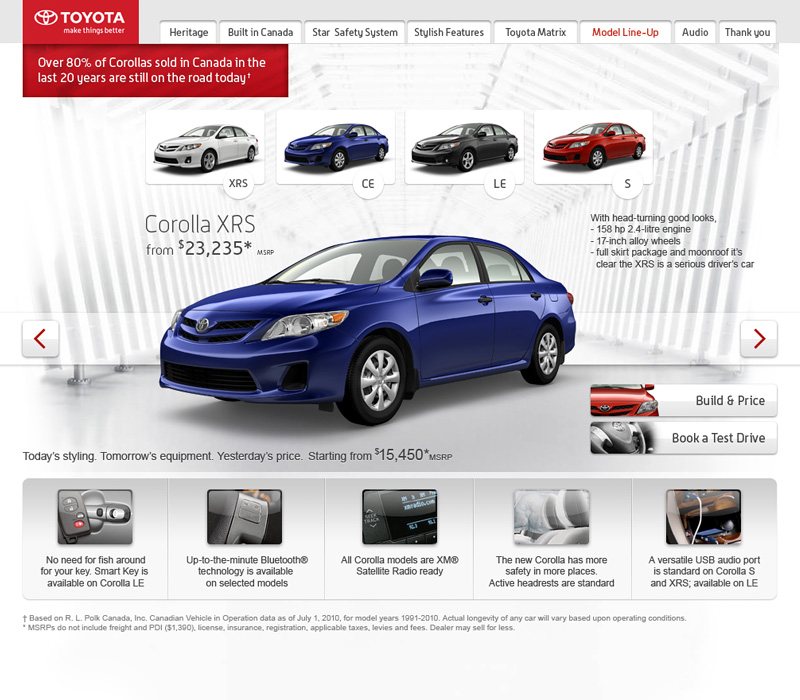 TOYOTA
make things better
Heritage
Built in Canada
Star Safety System
Stylish Features
Toyota Matrix
Model Line-Up
Audio
Thank you
Over 80% of Corollas sold in Canada in the
last 20 years are still on the road today†
XRS
CE
LE
S
Corolla XRS
from $23,235* MSRP
With head-turning good looks,
- 158 hp 2.4-litre engine
- 17-inch alloy wheels
- full skirt package and moonroof it's
clear the XRS is a serious driver's car
Build & Price
Book a Test Drive
Today's styling. Tomorrow's equipment. Yesterday's price. Starting from $15,450*MSRP
No need for fish around
for your key. Smart Key is
available on Corolla LE
Up-to-the-minute Bluetooth®
technology is available
on selected models
xmradio.com
SEEK
TRACK
All Corolla models are XM®
Satellite Radio ready
The new Corolla has more
safety in more places.
Active headrests are standard
A versatile USB audio port
is standard on Corolla S
and XRS; available on LE
† Based on R. L. Polk Canada, Inc. Canadian Vehicle in Operation data as of July 1, 2010, for model years 1991-2010. Actual longevity of any car will vary based upon operating conditions.
* MSRPs do not include freight and PDI ($1,390), license, insurance, registration, applicable taxes, levies and fees. Dealer may sell for less.